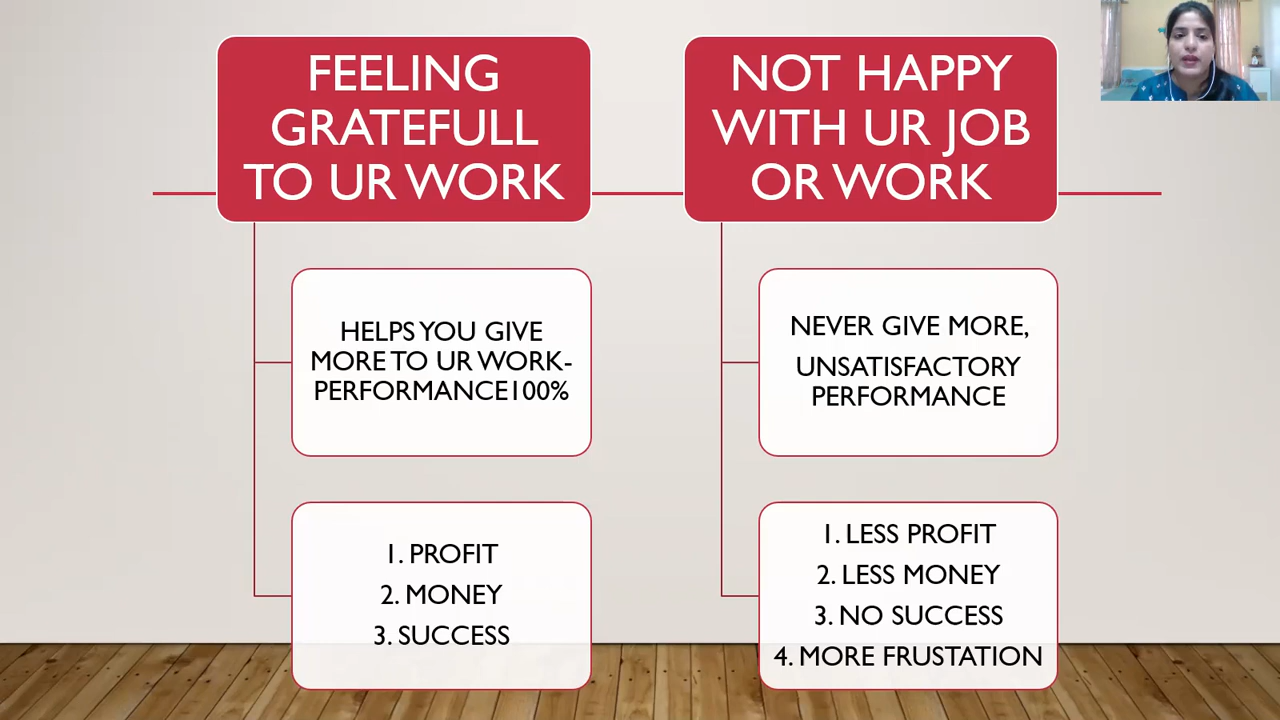 FEELING
GRATEFULL
TO UR WORK
HELPS YOU GIVE
MORE TO UR WORK-
PERFORMANCE100%
1. PROFIT
2. MONEY
3. SUCCESS
NOT HAPPY
WITH UR JOB
OR WORK
NEVER GIVE MORE,
UNSATISFACTORY
PERFORMANCE
1. LESS PROFIT
2. LESS MONEY
3. NO SUCCESS
4. MORE FRUSTATION